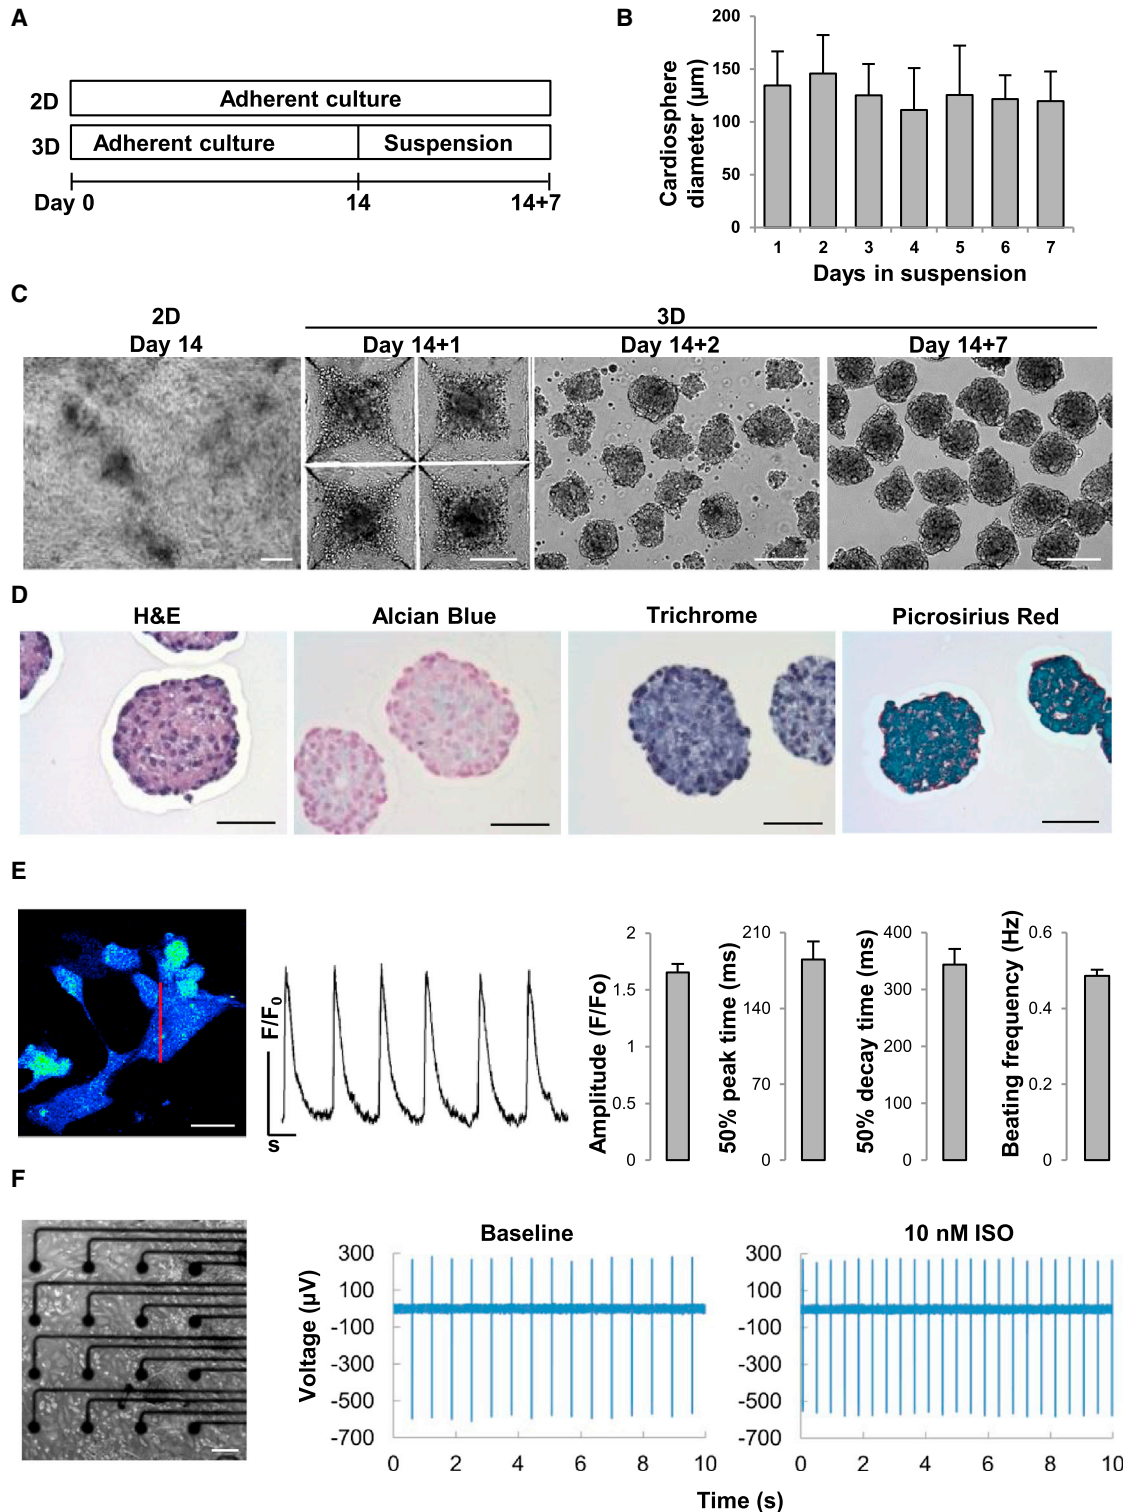 A
2D
Adherent culture
3D
Adherent culture
Suspension
Day 0
14
14+7
B
Cardiosphere
diameter (µm)
200
150
100
50
0
1 2 3 4 5 6 7
Days in suspension
C
2D
3D
Day 14
Day 14+1
Day 14+2
Day 14+7
D
H&E
Alcian Blue
Trichrome
Picrosirius Red
E
F/F0
s
Amplitude (F/Fo)
2
1.5
1
0.5
0
50% peak time (ms)
210
140
70
0
50% decay time (ms)
400
300
200
100
0
Beating frequency (Hz)
0.6
0.4
0.2
0
F
Baseline
Voltage (µV)
300
100
-100
-300
-500
-700
0 2 4 6 8 10
10 nM ISO
300
100
-100
-300
-500
-700
0 2 4 6 8 10
Time (s)